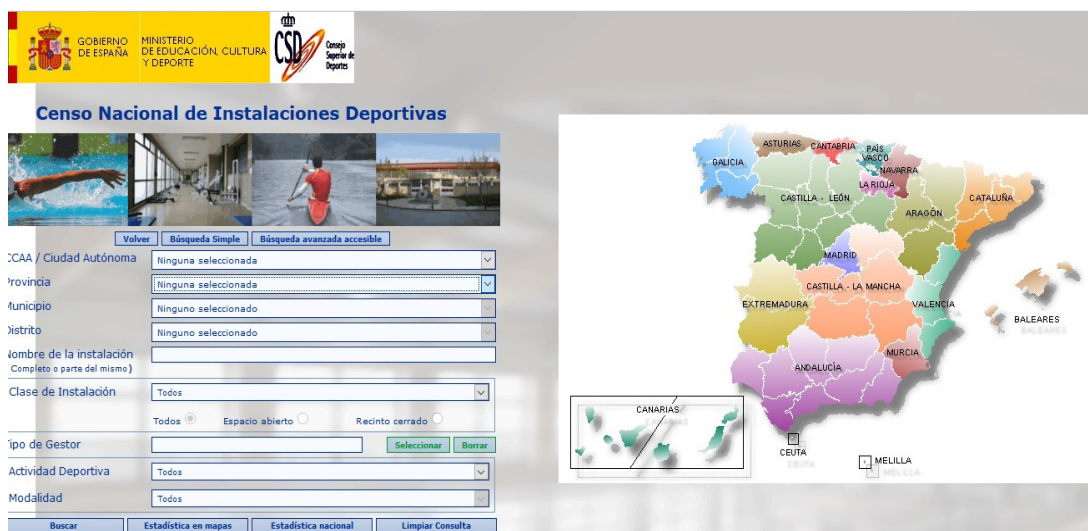 GOBIERNO
DE ESPAÑA
MINISTERIO
DE EDUCACIÓN, CULTURA
Y DEPORTE
CSD
Consejo
Superior de
Deportes
Censo Nacional de Instalaciones Deportivas
Volver Búsqueda Simple Búsqueda avanzada accesible
CCAA / Ciudad Autónoma Ninguna seleccionada
Provincia Ninguna seleccionada
Municipio Ninguno seleccionado
Distrito Ninguno seleccionado
Nombre de la instalación
(Completo o parte del mismo)
Clase de Instalación Todos
Todos Espacio abierto Recinto cerrado
Tipo de Gestor Seleccionar Borrar
Actividad Deportiva Todos
Modalidad Todos
Buscar Estadística en mapas Estadística nacional Limpiar Consulta
GALICIA
ASTURIAS
CANTABRIA
PAÍS
VASCO
NAVARRA
LA RIOJA
CASTILLA - LEÓN
ARAGÓN
CATALUÑA
MADRID
CASTILLA - LA MANCHA
EXTREMADURA
VALENCIA
BALEARES
BALEARES
MURCIA
ANDALUCÍA
CANARIAS
CANARIAS
CEUTA
CEUTA
MELILLA
MELILLA